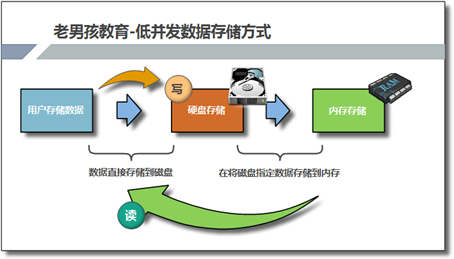 老男孩教育-低并发数据存储方式
写
用户存储数据
硬盘存储
内存存储
RAM
数据直接存储到磁盘
在将磁盘指定数据存储到内存
读